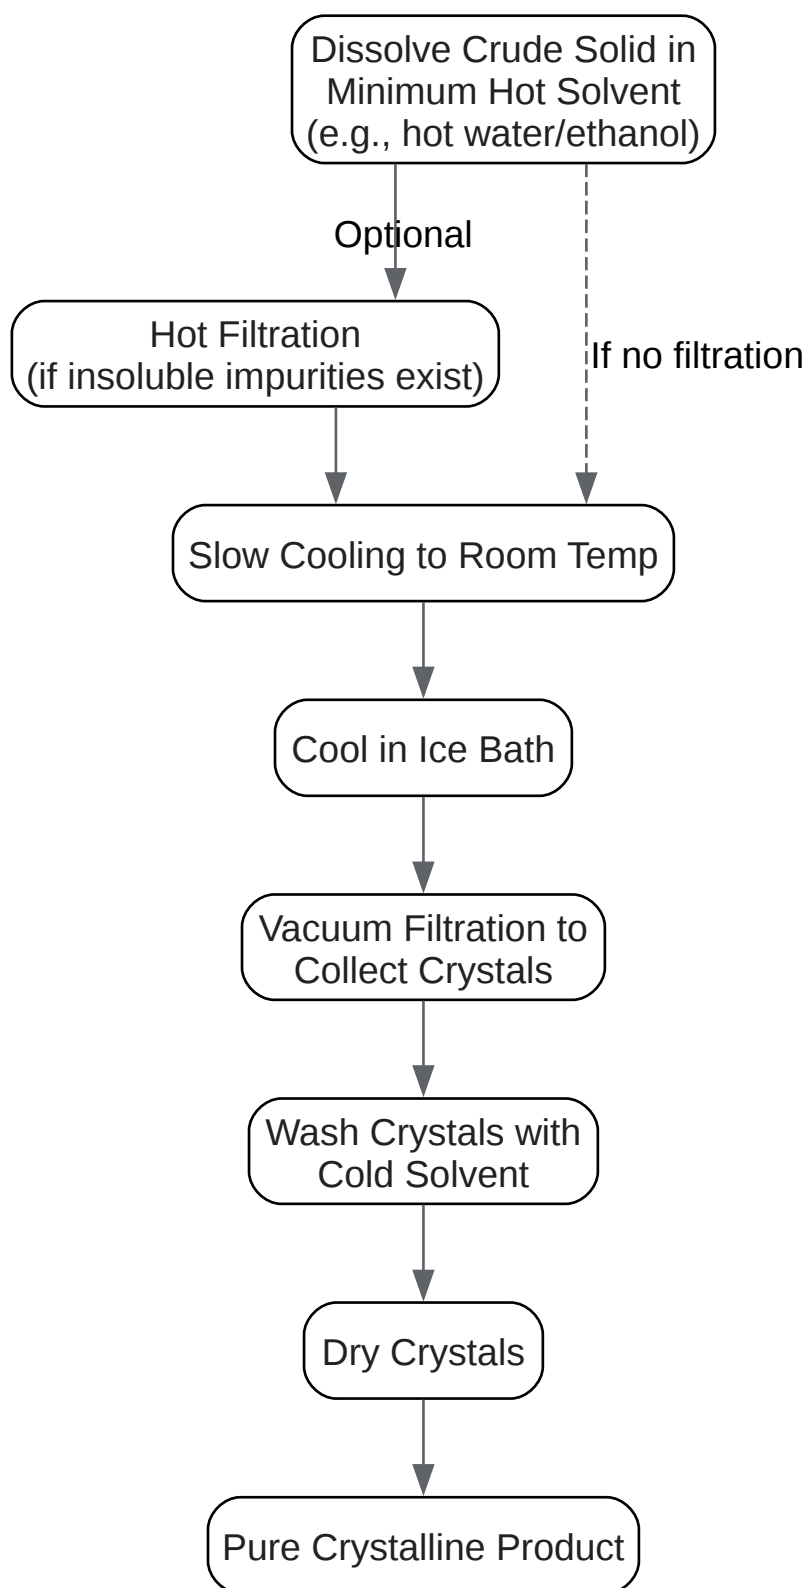 Dissolve Crude Solid in
Minimum Hot Solvent
(e.g., hot water/ethanol)
Optional
Hot Filtration
(if insoluble impurities exist)
If no filtration
Slow Cooling to Room Temp
Cool in Ice Bath
Vacuum Filtration to
Collect Crystals
Wash Crystals with
Cold Solvent
Dry Crystals
Pure Crystalline Product